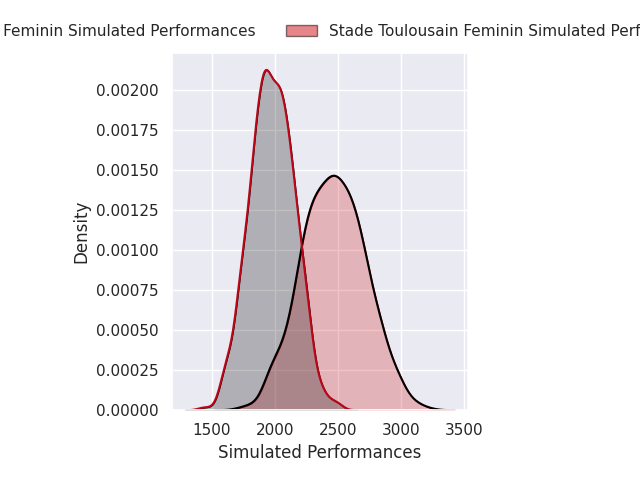 Feminin Simulated Performances
Stade Toulousain Feminin Simulated Perf
0.00200
0.00175
0.00150
0.00125
0.00100
0.00075
0.00050
0.00025
0.00000
Density
1500 2000 2500 3000 3500
Simulated Performances